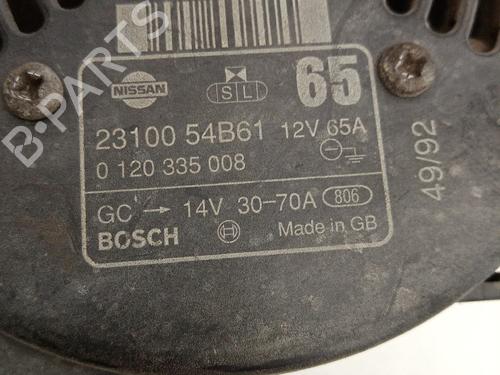 65
NISSAN
S L
23100 54B61 12V 65A
0 120 335 008
GC → 14V 30-70A 806
BOSCH Made in GB
49/92
B-PARTS